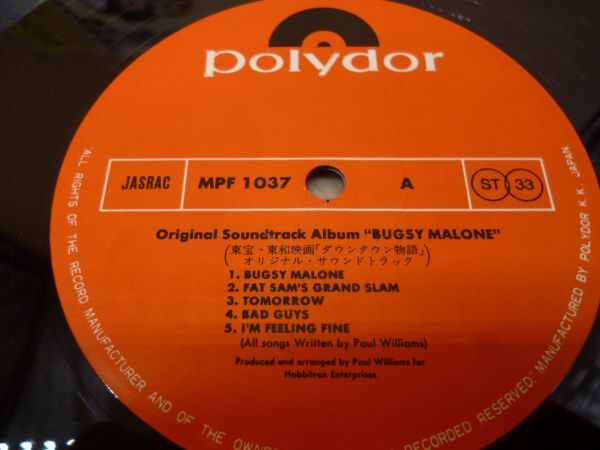 polydor
JASRAC MPF 1037 A ST 33
Original Soundtrack Album "BUGSY MALONE"
(東宝・東和映画「ダウンタウン物語」
オリジナル・サウンドトラック)
1. BUGSY MALONE
2. FAT SAM'S GRAND SLAM
3. TOMORROW
4. BAD GUYS
5. I'M FEELING FINE
(All songs Written by Paul Williams)
Produced and arranged by Paul Williams for
Hobbitron Enterprises
"ALL RIGHTS OF THE RECORD MANUFACTURER AND OF THE OWNE
RECORDED RESERVED." MANUFACTURED BY POLYDOR K.K. JAPAN.